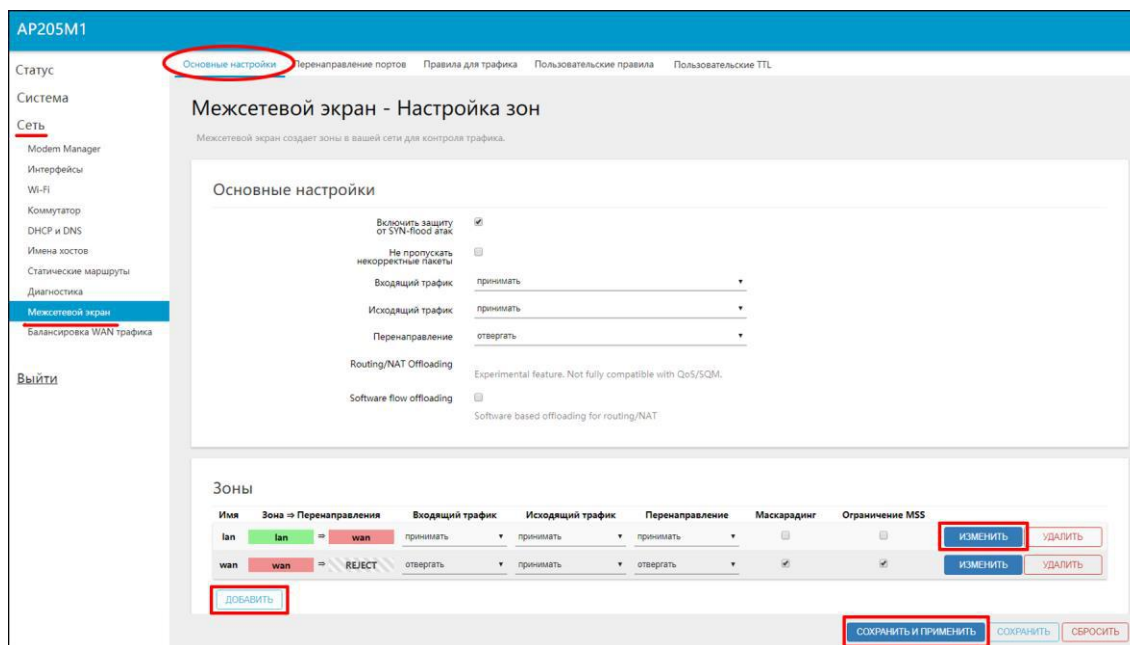 AP205M1
Статус
Система
Сеть
Modem Manager
Интерфейсы
Wi-Fi
Коммутатор
DHCP и DNS
Имена хостов
Статические маршруты
Диагностика
Межсетевой экран
Балансировка WAN трафика
Выйти
Основные настройки Перенаправление портов Правила для трафика Пользовательские правила Пользовательские TTL
Межсетевой экран - Настройка зон
Межсетевой экран создает зоны в вашей сети для контроля трафика.
Основные настройки
Включить защиту
от SYN-flood атак
Не пропускать
некорректные пакеты
Входящий трафик принимать
Исходящий трафик принимать
Перенаправление отвергать
Routing/NAT Offloading
Experimental feature. Not fully compatible with QoS/SQM.
Software flow offloading
Software based offloading for routing/NAT
Зоны
Имя Зона ⇒ Перенаправления Входящий трафик Исходящий трафик Перенаправление Маскарадинг Ограничение MSS
lan lan ⇒ wan принимать принимать принимать ИЗМЕНИТЬ УДАЛИТЬ
wan wan ⇒ REJECT отвергать принимать отвергать ИЗМЕНИТЬ УДАЛИТЬ
ДОБАВИТЬ
СОХРАНИТЬ И ПРИМЕНИТЬ СОХРАНИТЬ СБРОСИТЬ